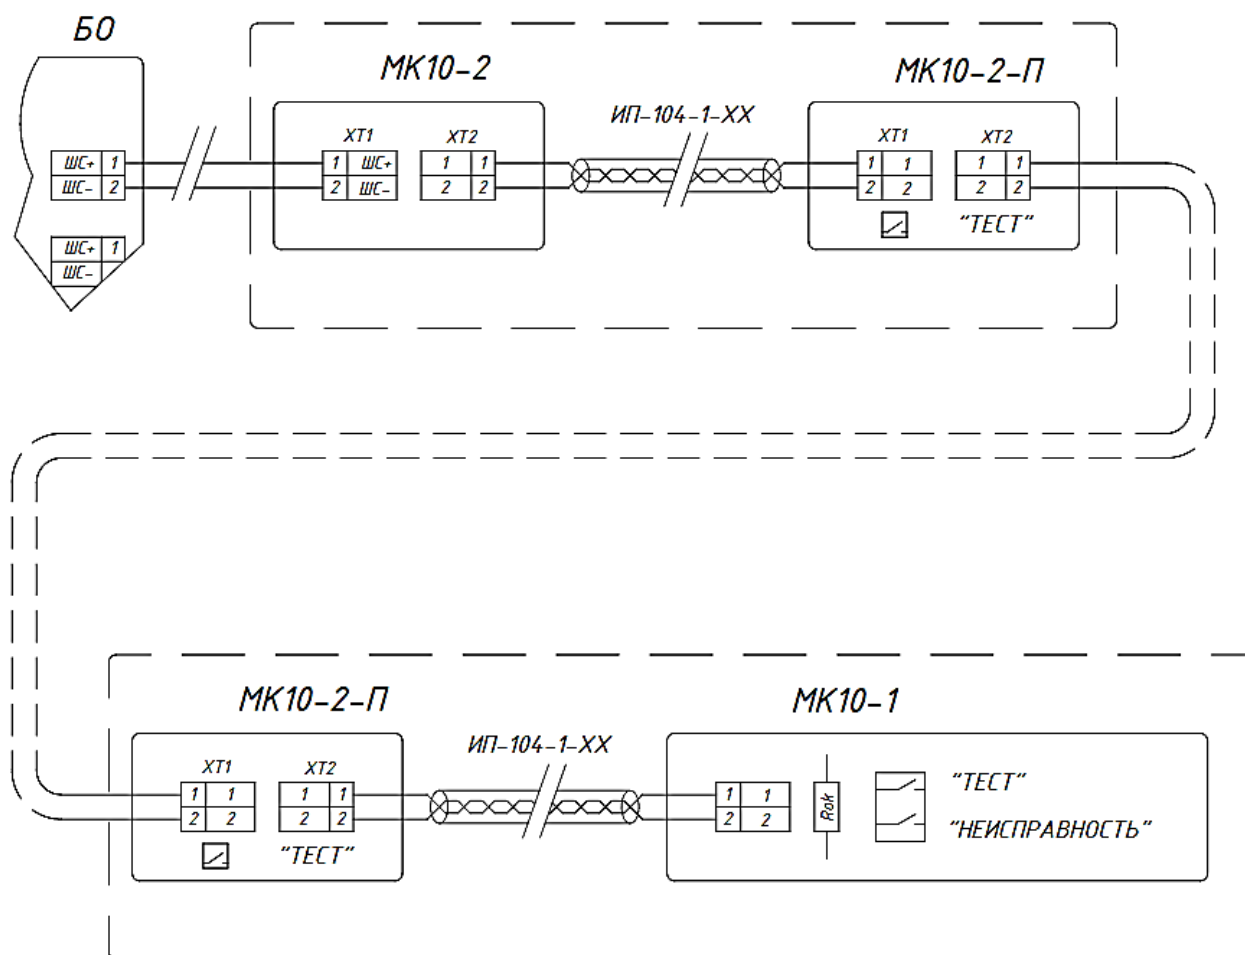 БО
МК10-2
МК10-2-П
ИП-104-1-ХХ
ХТ1
ХТ2
ХТ1
ХТ2
ШС+ 1
ШС- 2
1 ШС+
2 ШС-
1 1
2 2
1 1
2 2
1 1
2 2
"ТЕСТ"
ШС+ 1
ШС-
МК10-2-П
МК10-1
ИП-104-1-ХХ
ХТ1
ХТ2
1 1
2 2
1 1
2 2
1 1
2 2
Rok
"ТЕСТ"
"НЕИСПРАВНОСТЬ"
"ТЕСТ"